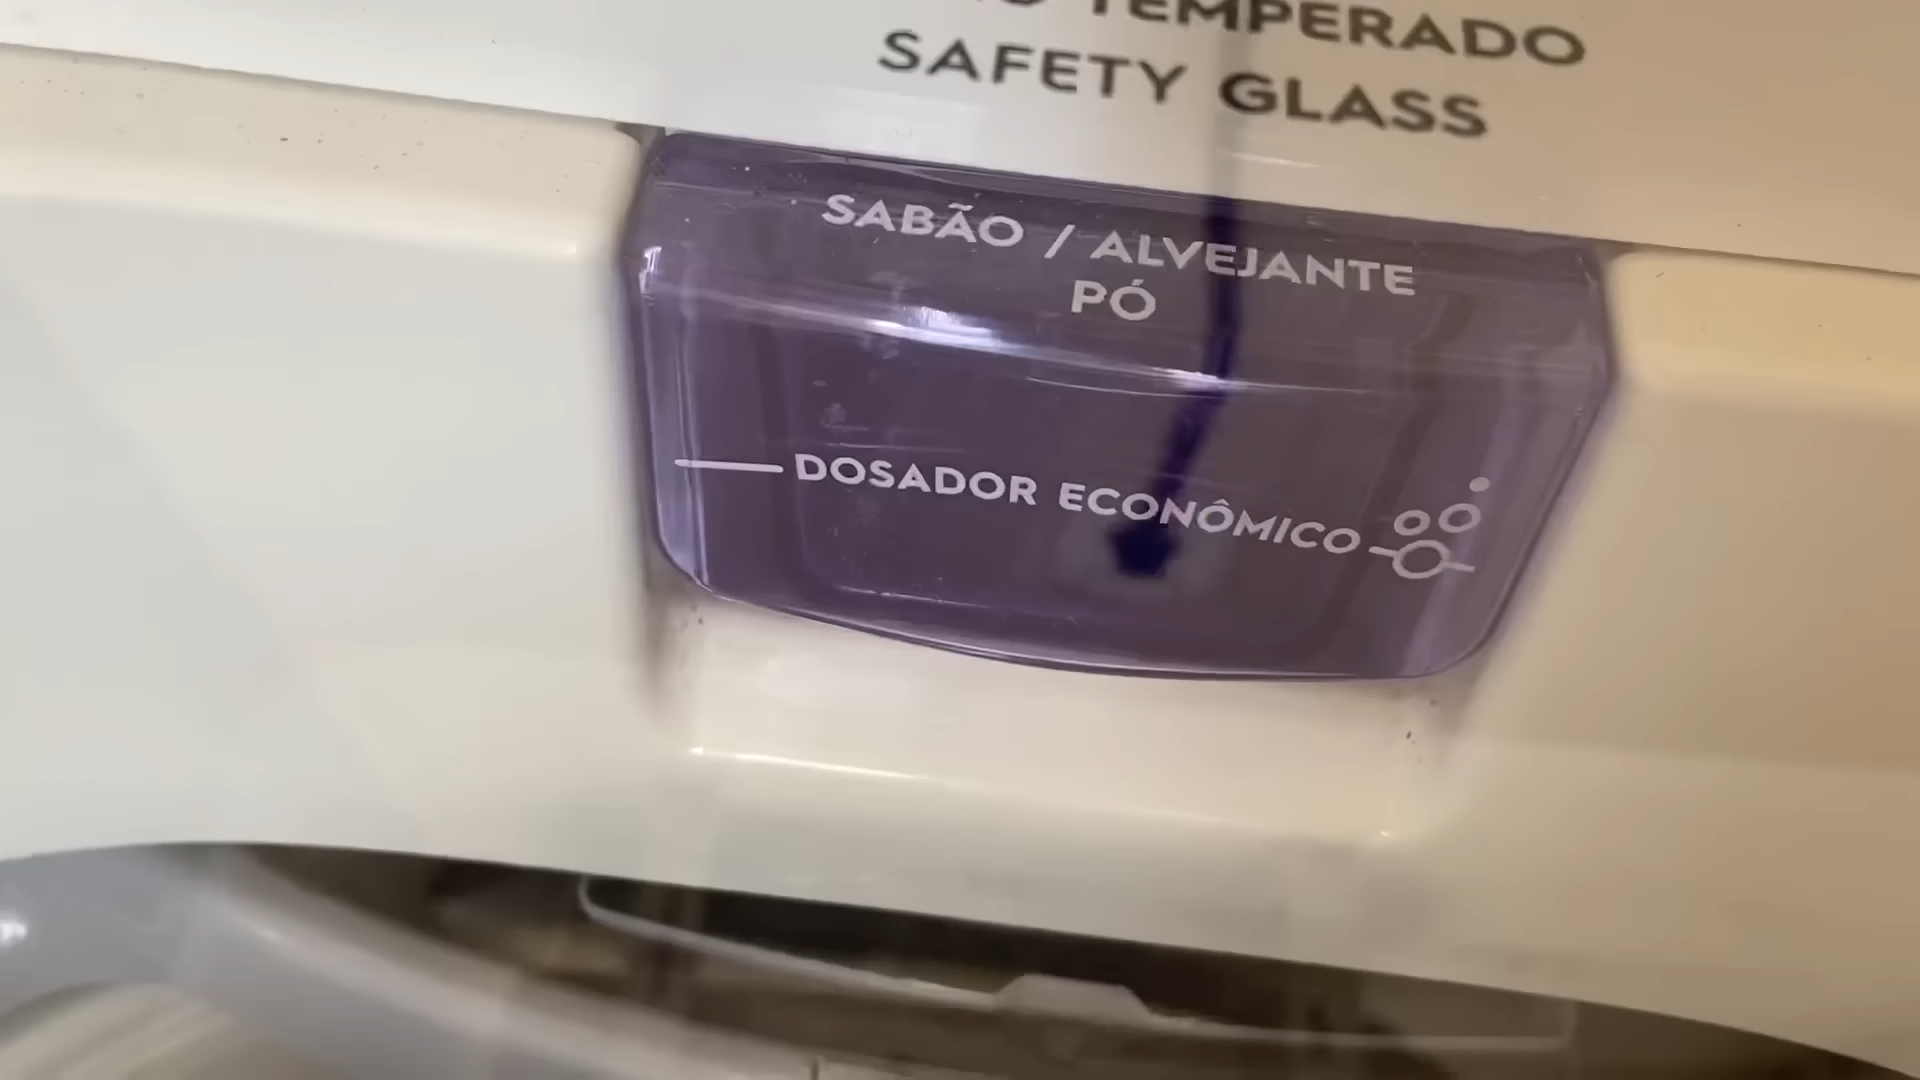 TEMPERADO
SAFETY GLASS
SABÃO / ALVEJANTE
PÓ
DOSADOR ECONÔMICO